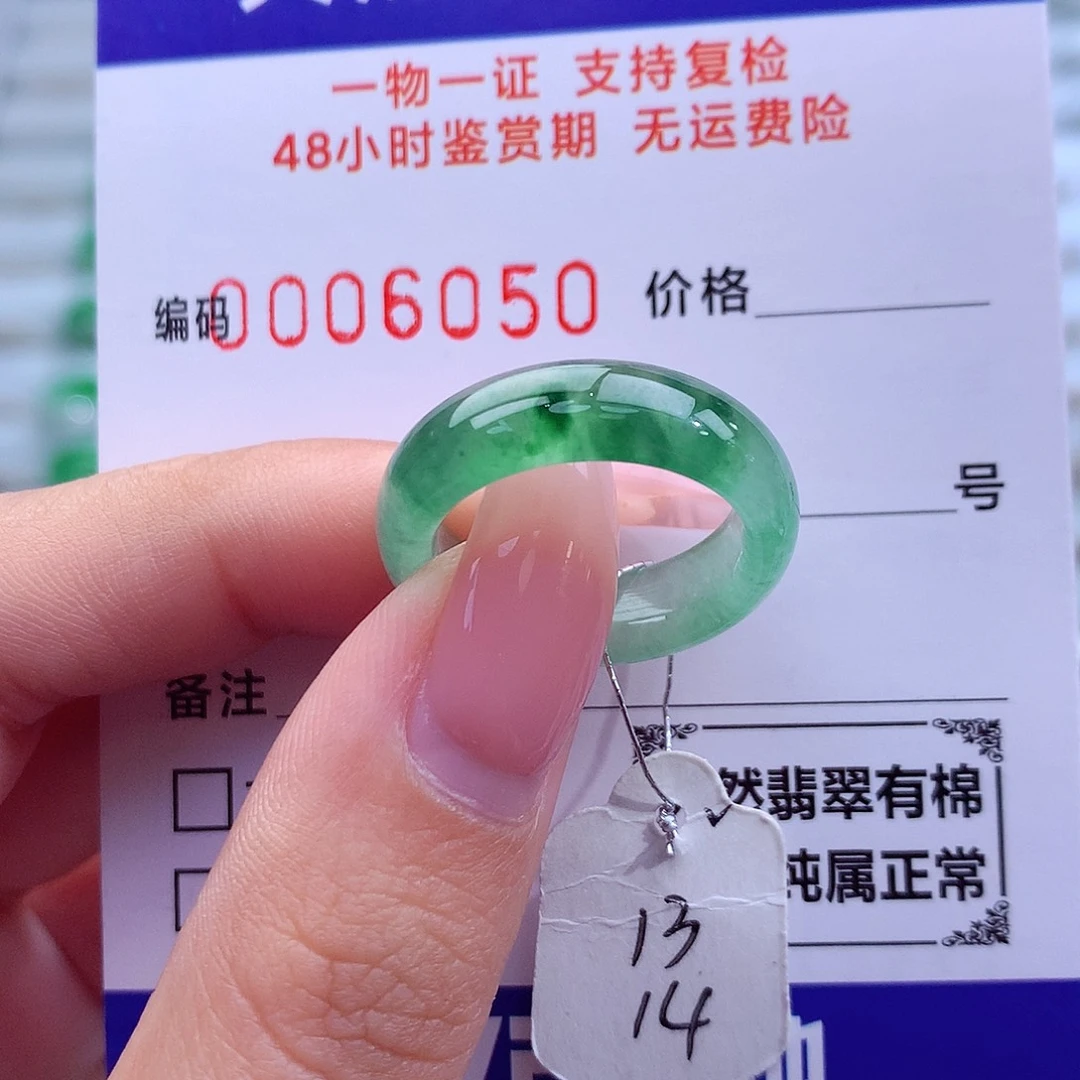 一物一证 支持复检
48小时鉴赏期 无运费险
编码0006050 价格
号
备注
然翡翠有棉
纯属正常
13
14